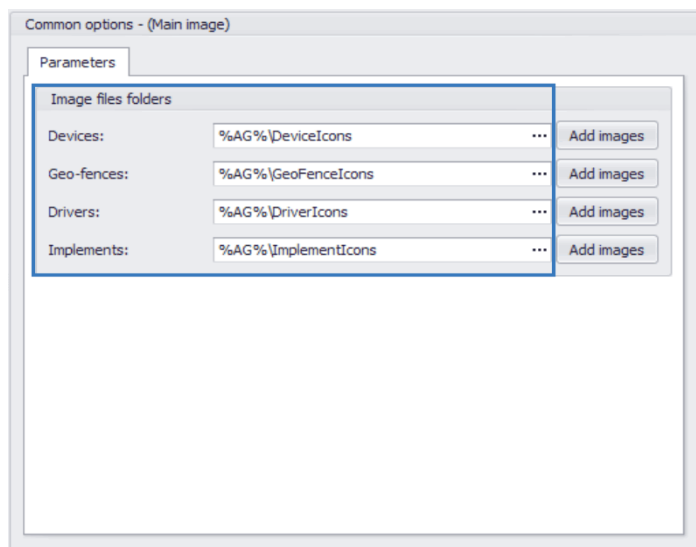 Common options - (Main image)
Parameters
Image files folders
Devices: %AG%\DeviceIcons ... Add images
Geo-fences: %AG%\GeoFenceIcons ... Add images
Drivers: %AG%\DriverIcons ... Add images
Implements: %AG%\ImplementIcons ... Add images